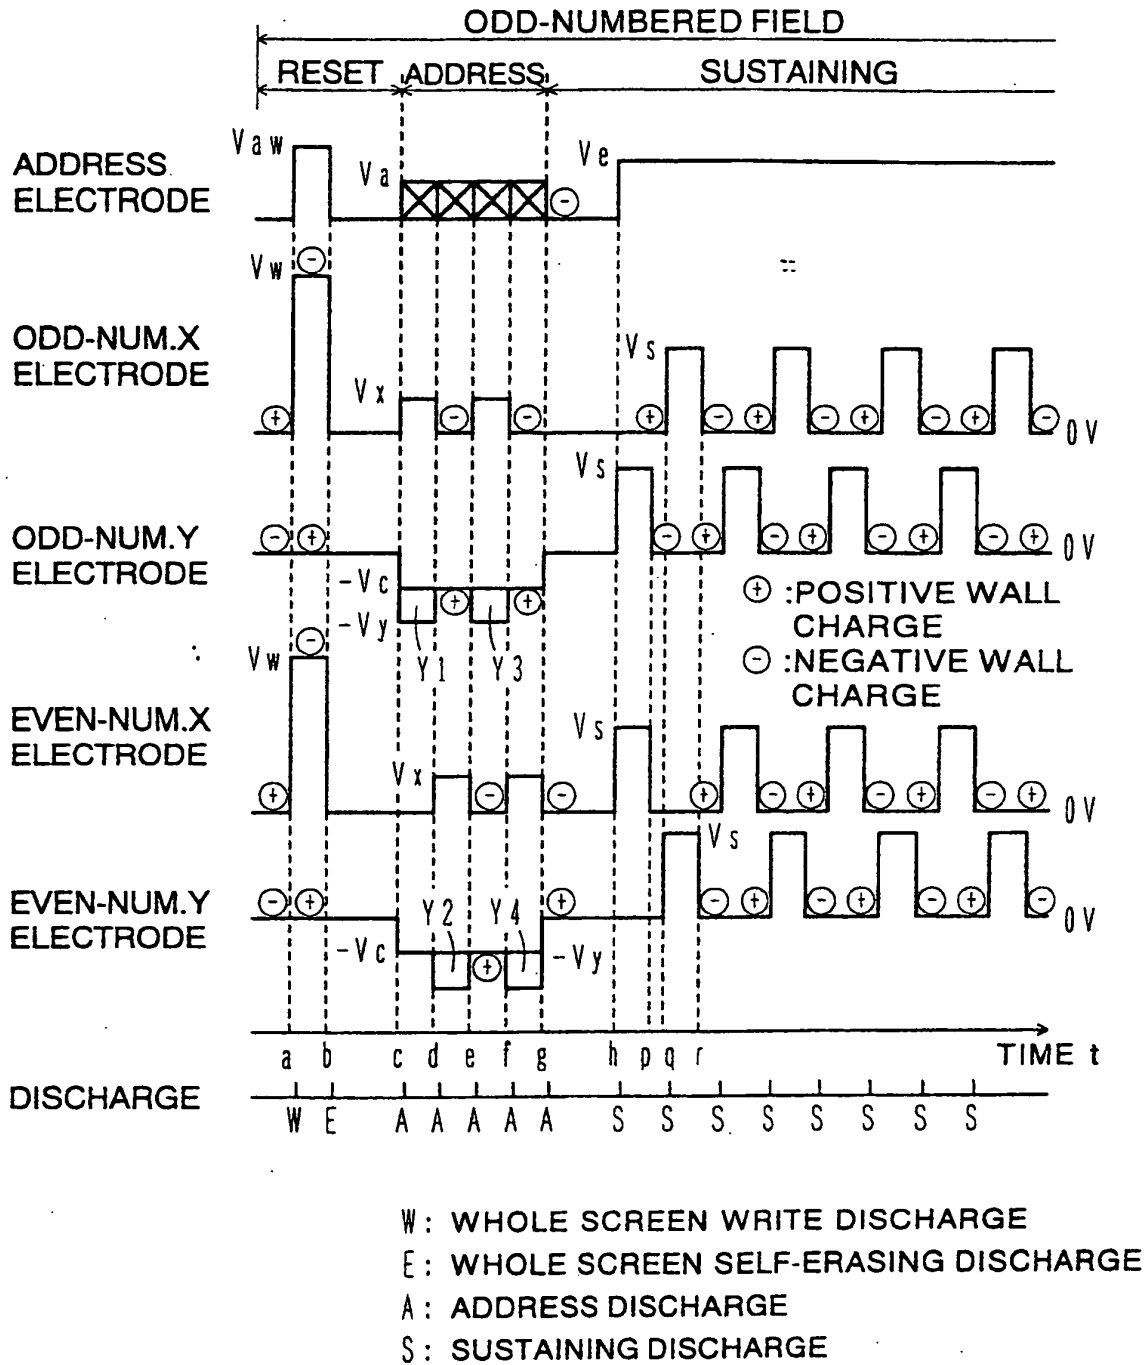 ODD-NUMBERED FIELD
RESET ADDRESS SUSTAINING
ADDRESS
ELECTRODE
Vaw Va - Ve
Vw -
ODD-NUM.X
ELECTRODE
Vs
Vx
+ - - + - + - + - + - 0V
Vs
ODD-NUM.Y
ELECTRODE
- + - + - + - + - + 0V
-Vc
-Vy + +
Y1 Y3
+ :POSITIVE WALL
CHARGE
- :NEGATIVE WALL
CHARGE
Vw -
EVEN-NUM.X
ELECTRODE
Vs
Vx
+ - - + - + - + - + 0V
Vs
EVEN-NUM.Y
ELECTRODE
- + Y2 Y4 + - + - + - + - 0V
-Vc + -Vy
a b c d e f g h p q r TIME t
DISCHARGE
W E A A A A A S S S S S S S S
W: WHOLE SCREEN WRITE DISCHARGE
E: WHOLE SCREEN SELF-ERASING DISCHARGE
A: ADDRESS DISCHARGE
S: SUSTAINING DISCHARGE